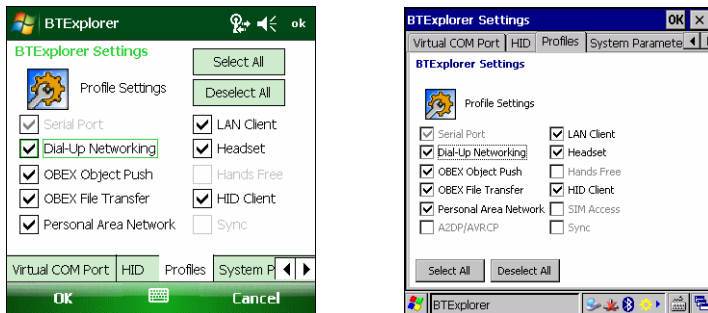 BTExplorer ok
BTExplorer Settings
Select All
Profile Settings
Deselect All
Serial Port LAN Client
Dial-Up Networking Headset
OBEX Object Push Hands Free
OBEX File Transfer HID Client
Personal Area Network Sync
Virtual COM Port HID Profiles System P
OK Cancel
BTExplorer Settings OK ×
Virtual COM Port HID Profiles System Paramete
BTExplorer Settings
Profile Settings
Serial Port LAN Client
Dial-Up Networking Headset
OBEX Object Push Hands Free
OBEX File Transfer HID Client
Personal Area Network SIM Access
A2DP/AVRCP Sync
Select All Deselect All
BTExplorer